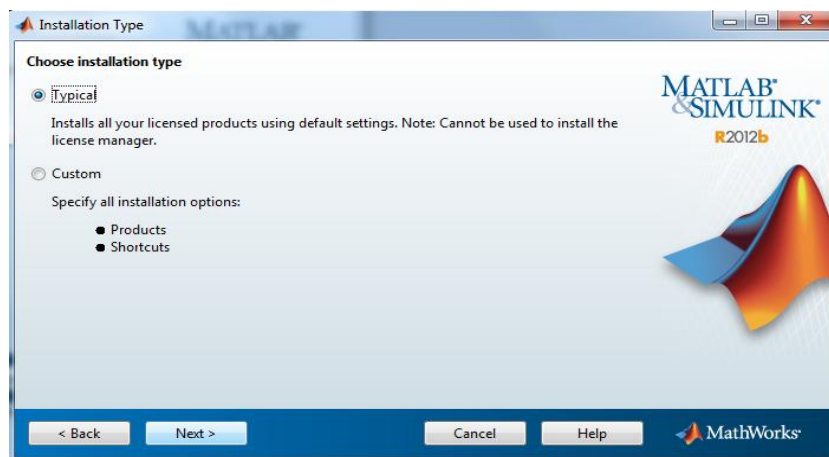 Installation Type
Choose installation type
Typical
Installs all your licensed products using default settings. Note: Cannot be used to install the
license manager.
Custom
Specify all installation options:
Products
Shortcuts
MATLAB®
&SIMULINK®
R2012b
< Back
Next >
Cancel
Help
MathWorks®